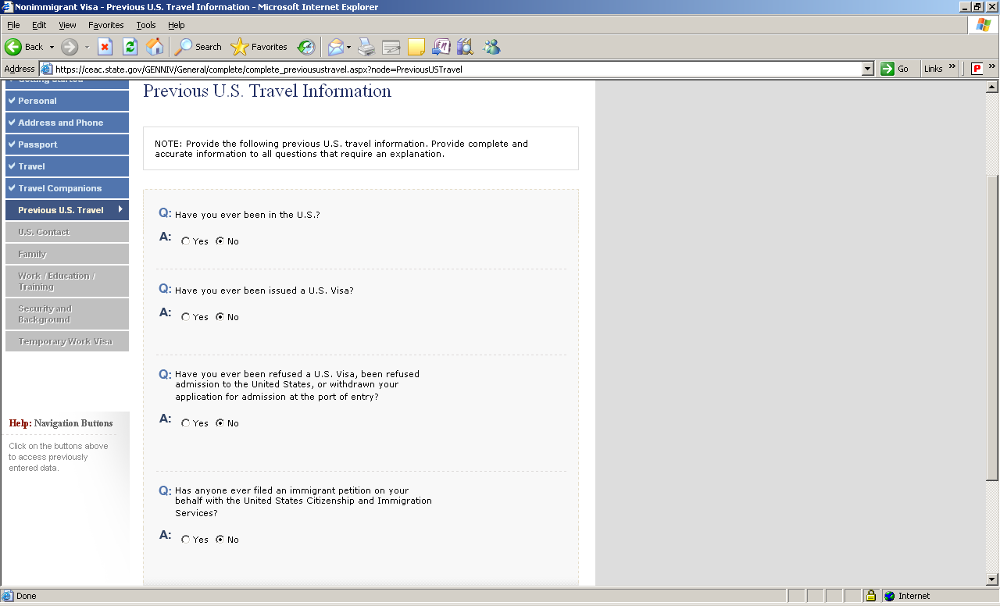 Nonimmigrant Visa - Previous U.S. Travel Information - Microsoft Internet Explorer
File Edit View Favorites Tools Help
Back Search Favorites
Address https://ceac.state.gov/GENNIV/General/complete/complete_previousustravel.aspx?node=PreviousUSTravel Go Links »
Getting Started
Personal
Address and Phone
Passport
Travel
Travel Companions
Previous U.S. Travel
U.S. Contact
Family
Work / Education /
Training
Security and
Background
Temporary Work Visa
Help: Navigation Buttons
Click on the buttons above
to access previously
entered data.
Previous U.S. Travel Information
NOTE: Provide the following previous U.S. travel information. Provide complete and
accurate information to all questions that require an explanation.
Q: Have you ever been in the U.S.?
A: Yes No
Q: Have you ever been issued a U.S. Visa?
A: Yes No
Q: Have you ever been refused a U.S. Visa, been refused
admission to the United States, or withdrawn your
application for admission at the port of entry?
A: Yes No
Q: Has anyone ever filed an immigrant petition on your
behalf with the United States Citizenship and Immigration
Services?
A: Yes No
Done Internet